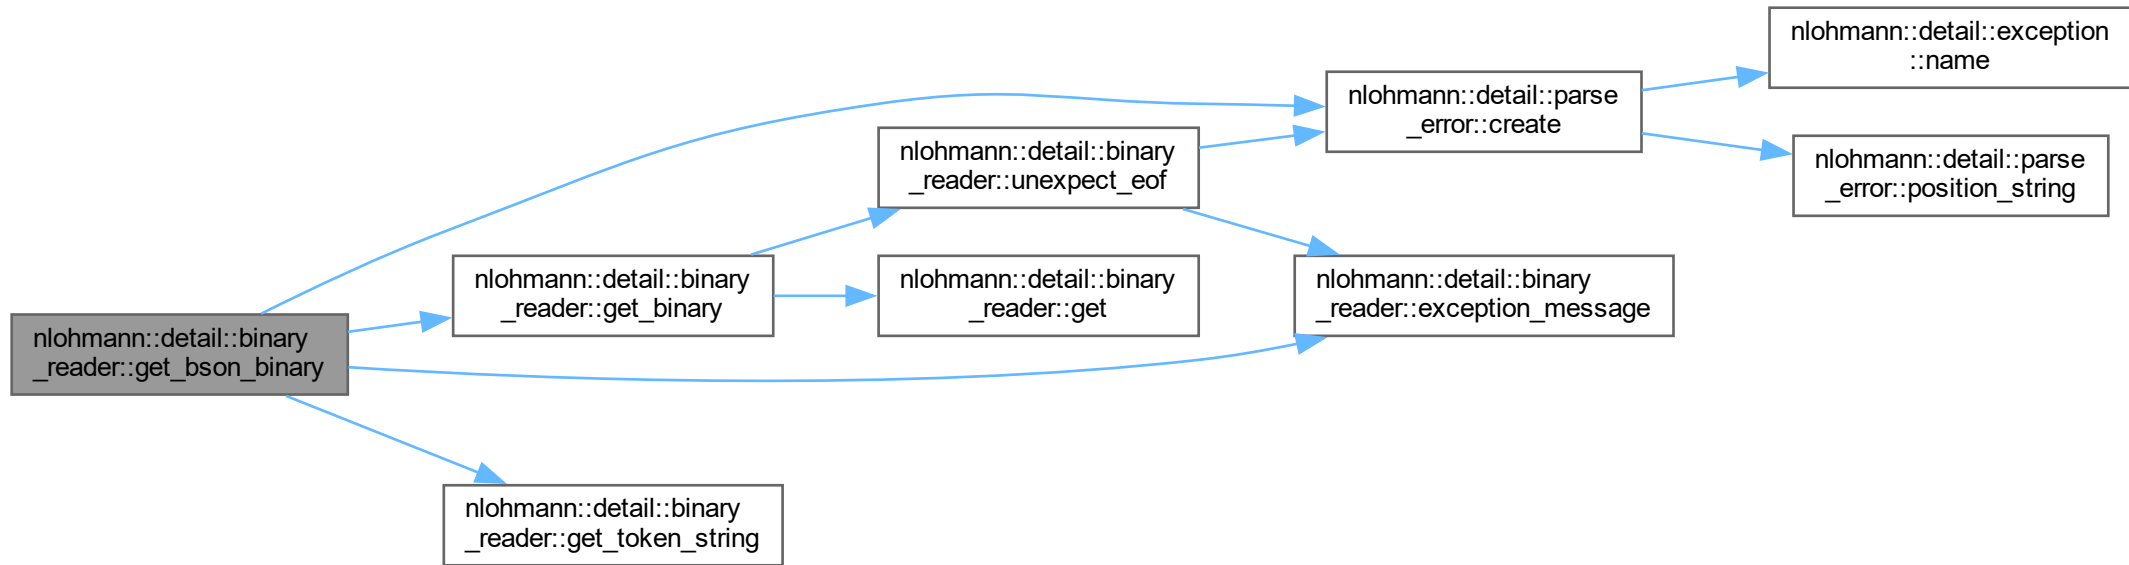 nlohmann::detail::binary
_reader::get_bson_binary
nlohmann::detail::binary
_reader::get_binary
nlohmann::detail::binary
_reader::get_token_string
nlohmann::detail::binary
_reader::unexpect_eof
nlohmann::detail::binary
_reader::get
nlohmann::detail::parse
_error::create
nlohmann::detail::binary
_reader::exception_message
nlohmann::detail::exception
::name
nlohmann::detail::parse
_error::position_string